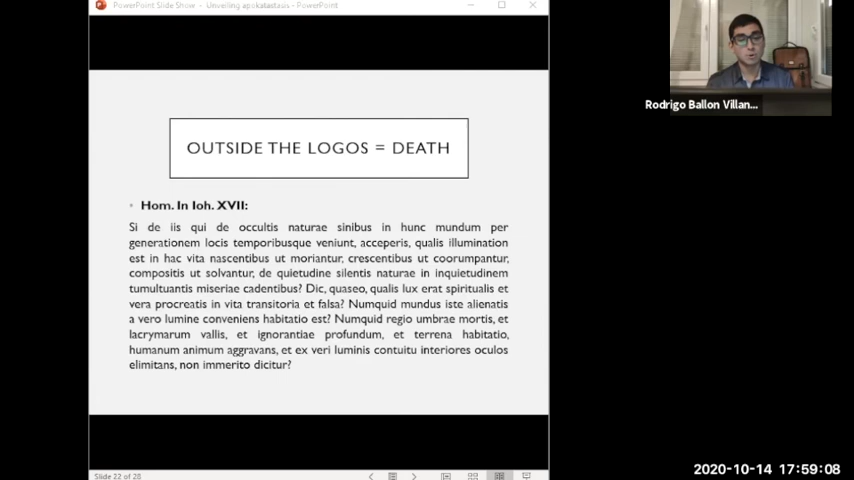 PowerPoint Slide Show - Unveiling apokatastasis - PowerPoint
Rodrigo Ballon Villan...
OUTSIDE THE LOGOS = DEATH
• Hom. In Ioh. XVII:
Si de iis qui de occultis naturae sinibus in hunc mundum per
generationem locis temporibusque veniunt, acceperis, qualis illumination
est in hac vita nascentibus ut moriantur, crescentibus ut coorumpantur,
compositis ut solvantur, de quietudine silentis naturae in inquietidinem
tumultuantis miseriae cadentibus? Dic, quaseo, qualis lux erat spiritualis et
vera procreatis in vita transitoria et falsa? Numquid mundus iste alienatis
a vero lumine conveniens habitatio est? Numquid regio umbrae mortis, et
lacrymarum vallis, et ignorantiae profundum, et terrena habitatio,
humanum animum aggravans, et ex veri luminis contuitu interiores oculos
elimitans, non immerito dicitur?
Slide 22 of 28
2020-10-14 17:59:08